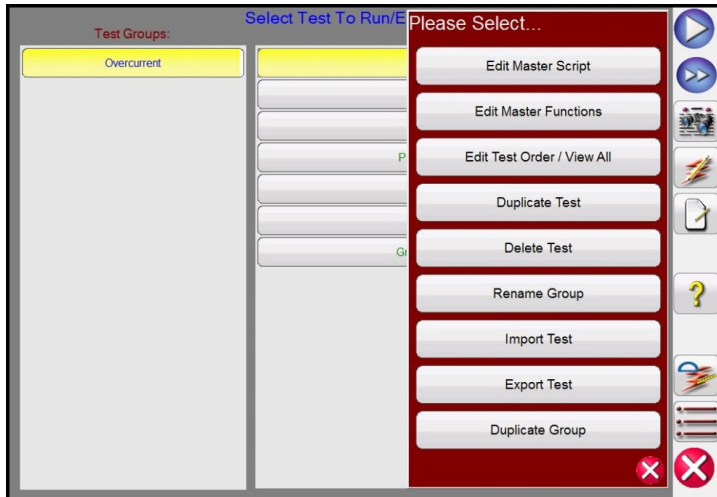 Select Test To Run/E
Test Groups:
Overcurrent
P
Gr
Please Select...
Edit Master Script
Edit Master Functions
Edit Test Order / View All
Duplicate Test
Delete Test
Rename Group
Import Test
Export Test
Duplicate Group